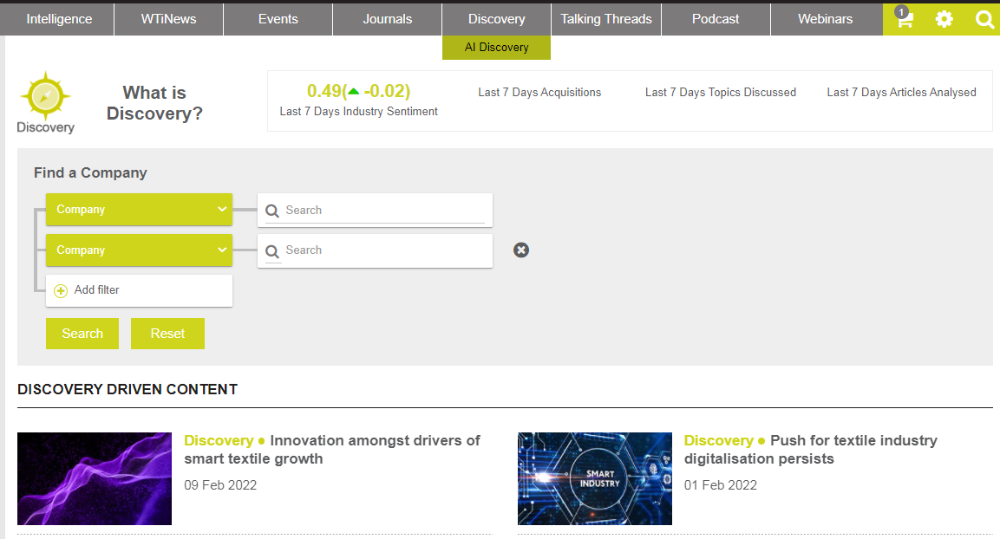 Intelligence
WTiNews
Events
Journals
Discovery
Talking Threads
Podcast
Webinars
1
AI Discovery
Discovery
What is
Discovery?
0.49( -0.02)
Last 7 Days Industry Sentiment
Last 7 Days Acquisitions
Last 7 Days Topics Discussed
Last 7 Days Articles Analysed
Find a Company
Company
Search
Company
Search
Add filter
Search
Reset
DISCOVERY DRIVEN CONTENT
Discovery ● Innovation amongst drivers of
smart textile growth
09 Feb 2022
SMART
INDUSTRY
Discovery ● Push for textile industry
digitalisation persists
01 Feb 2022